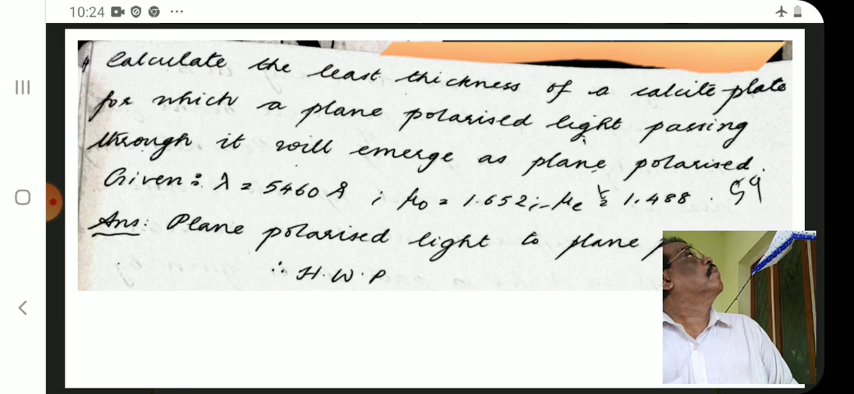 10:24
Calculate the least thickness of a calcite plate
for which a plane polarised light passing
through it will emerge as plane polarised.
Given: λ = 5460 Å ; μo = 1.652 ; μe = 1.488.
Ans: Plane polarised light to plane p
∴ H.W.P